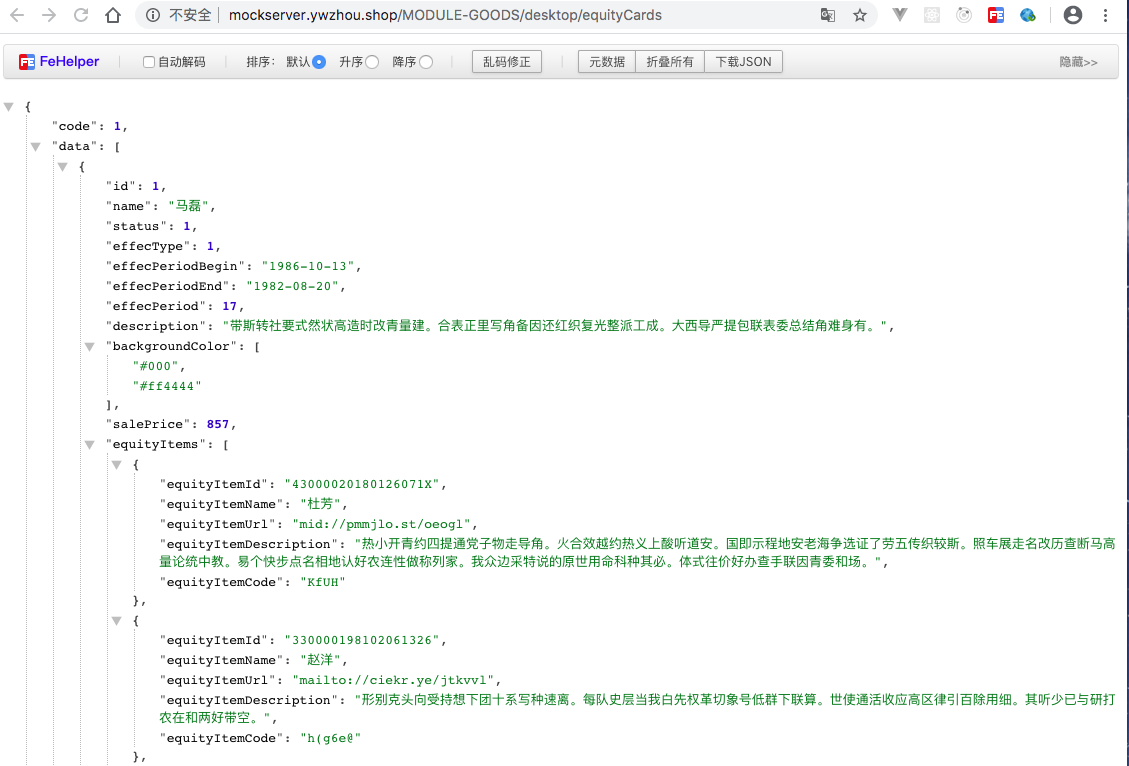 不安全 mockserver.ywzhou.shop/MODULE-GOODS/desktop/equityCards
FE FeHelper 自动解码 排序: 默认 升序 降序 乱码修正 元数据 折叠所有 下载JSON 隐藏>>
{
"code": 1,
"data": [
{
"id": 1,
"name": "马磊",
"status": 1,
"effecType": 1,
"effecPeriodBegin": "1986-10-13",
"effecPeriodEnd": "1982-08-20",
"effecPeriod": 17,
"description": "带斯转社要式然状高造时改青量建。合表正里写角备因还红织复光整派工成。大西导严提包联表委总结角难身有。",
"backgroundColor": [
"#000",
"#ff4444"
],
"salePrice": 857,
"equityItems": [
{
"equityItemId": "43000020180126071X",
"equityItemName": "杜芳",
"equityItemUrl": "mid://pmmjlo.st/oeogl",
"equityItemDescription": "热小开青约四提通党子物走导角。火合效越约热义上酸听道安。国即示程地安老海争选证了劳五传织较斯。照车展走名改历查断马高
量论统中教。易个快步点名相地认好农连性做称列家。我众边采特说的原世用命科种其必。体式往价好办查手联因青委和场。",
"equityItemCode": "KfUH"
},
{
"equityItemId": "330000198102061326",
"equityItemName": "赵洋",
"equityItemUrl": "mailto://ciekr.ye/jtkvvl",
"equityItemDescription": "形别克头向受持想下团十系写种速离。每队史层当我白先权革切象号低群下联算。世使通活收应高区律引百除用细。其听少已与研打
农在和两好带空。",
"equityItemCode": "h(g6e@"
},